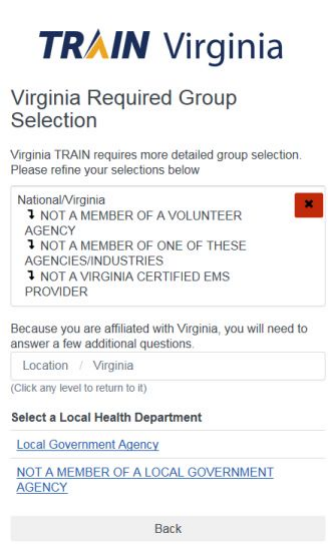 TRAIN Virginia
Virginia Required Group
Selection
Virginia TRAIN requires more detailed group selection.
Please refine your selections below
National/Virginia
NOT A MEMBER OF A VOLUNTEER
AGENCY
NOT A MEMBER OF ONE OF THESE
AGENCIES/INDUSTRIES
NOT A VIRGINIA CERTIFIED EMS
PROVIDER
Because you are affiliated with Virginia, you will need to
answer a few additional questions.
Location / Virginia
(Click any level to return to it)
Select a Local Health Department
Local Government Agency
NOT A MEMBER OF A LOCAL GOVERNMENT
AGENCY
Back